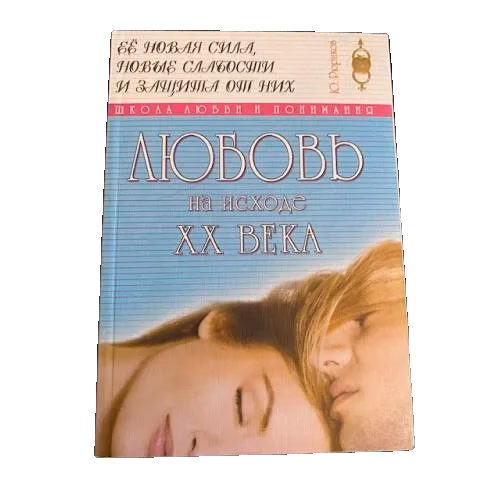 ЕЁ НОВАЯ СИЛА,
НОВЫЕ СЛАБОСТИ
И ЗАЩИТА ОТ НИХ
Ю. Рюриков
ШКОЛА ЛЮБВИ И ПОНИМАНИЯ
ЛЮБОВЬ
на исходе
XX ВЕКА